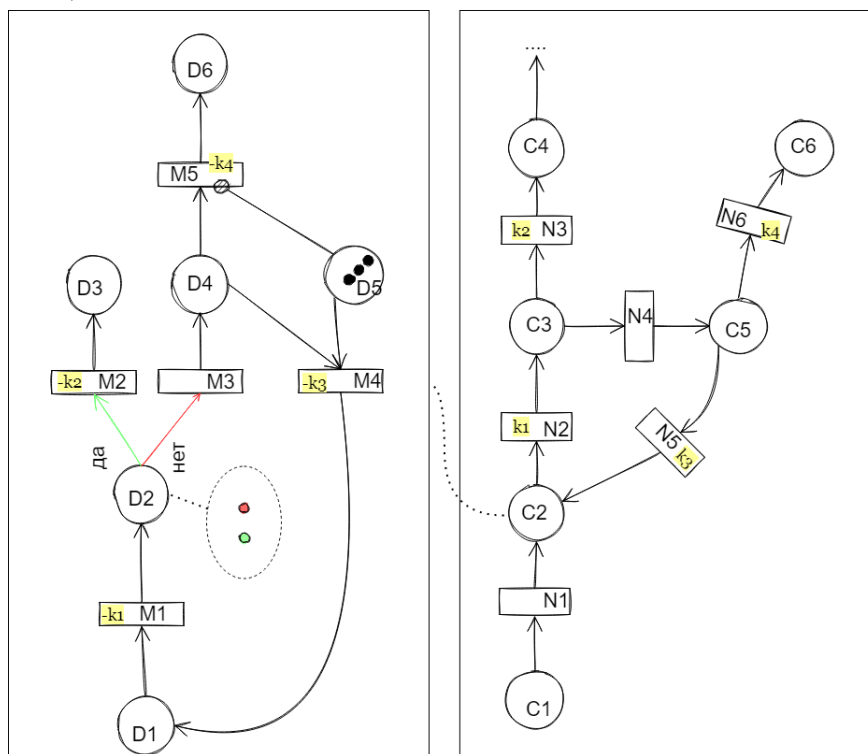 D6
-k4
M5
D3
D4
D5
-k2 M2
M3
-k3 M4
да
нет
D2
-k1 M1
D1
....
C4
C6
k2 N3
N6 k4
C3
N4
C5
k1 N2
N5 k3
C2
N1
C1